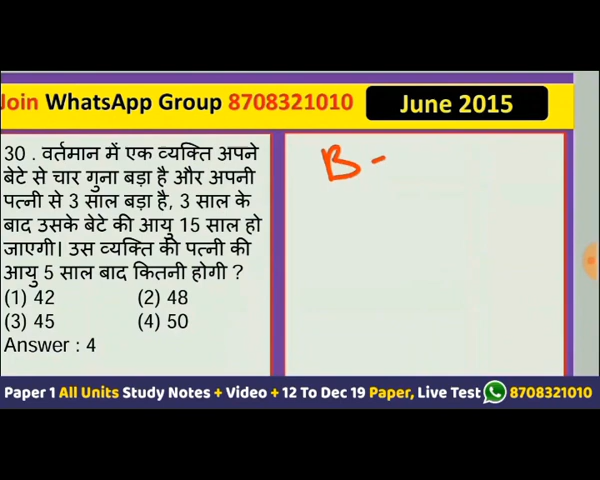 Join WhatsApp Group 8708321010
June 2015
30 . वर्तमान में एक व्यक्ति अपने
बेटे से चार गुना बड़ा है और अपनी
पत्नी से 3 साल बड़ा है, 3 साल के
बाद उसके बेटे की आयु 15 साल हो
जाएगी। उस व्यक्ति की पत्नी की
आयु 5 साल बाद कितनी होगी ?
(1) 42 (2) 48
(3) 45 (4) 50
Answer : 4
B -
Paper 1 All Units Study Notes + Video + 12 To Dec 19 Paper, Live Test 8708321010